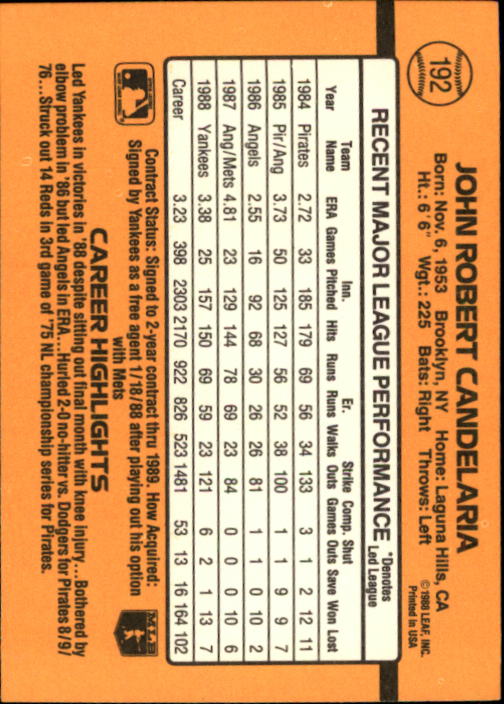 192
JOHN ROBERT CANDELARIA
Born: Nov. 6, 1953 Brooklyn, NY Home: Laguna Hills, CA
Ht.: 6'6" Wgt.: 225 Bats: Right Throws: Left
©1988 LEAF, INC.
Printed in USA
RECENT MAJOR LEAGUE PERFORMANCE *Denotes Led League
Team Inn. Er. Strike Comp. Shut
Year Name ERA Games Pitched Hits Runs Runs Walks Outs Games Outs Save Won Lost
1984 Pirates 2.72 33 185 179 69 56 34 133 3 1 2 12 11
1985 Pir/Ang 3.73 50 125 127 56 52 38 100 1 1 9 9 7
1986 Angels 2.55 16 92 68 30 26 26 81 1 1 0 10 2
1987 Ang/Mets 4.81 23 129 144 78 69 23 84 0 0 0 10 6
1988 Yankees 3.38 25 157 150 69 59 23 121 6 2 1 13 7
Career 3.23 398 2303 2170 922 826 523 1481 53 13 16 164 102
Contract Status: Signed to 2-year contract thru 1989. How Acquired:
Signed by Yankees as a free agent 1/18/88 after playing out his option
with Mets
MLB
CAREER HIGHLIGHTS
Led Yankees in victories in '88 despite sitting out final month with knee injury...Bothered by
elbow problem in '86 but led Angels in ERA...Hurled 2-0 no-hitter vs. Dodgers for Pirates 8/9/
76...Struck out 14 Reds in 3rd game of '75 NL championship series for Pirates.